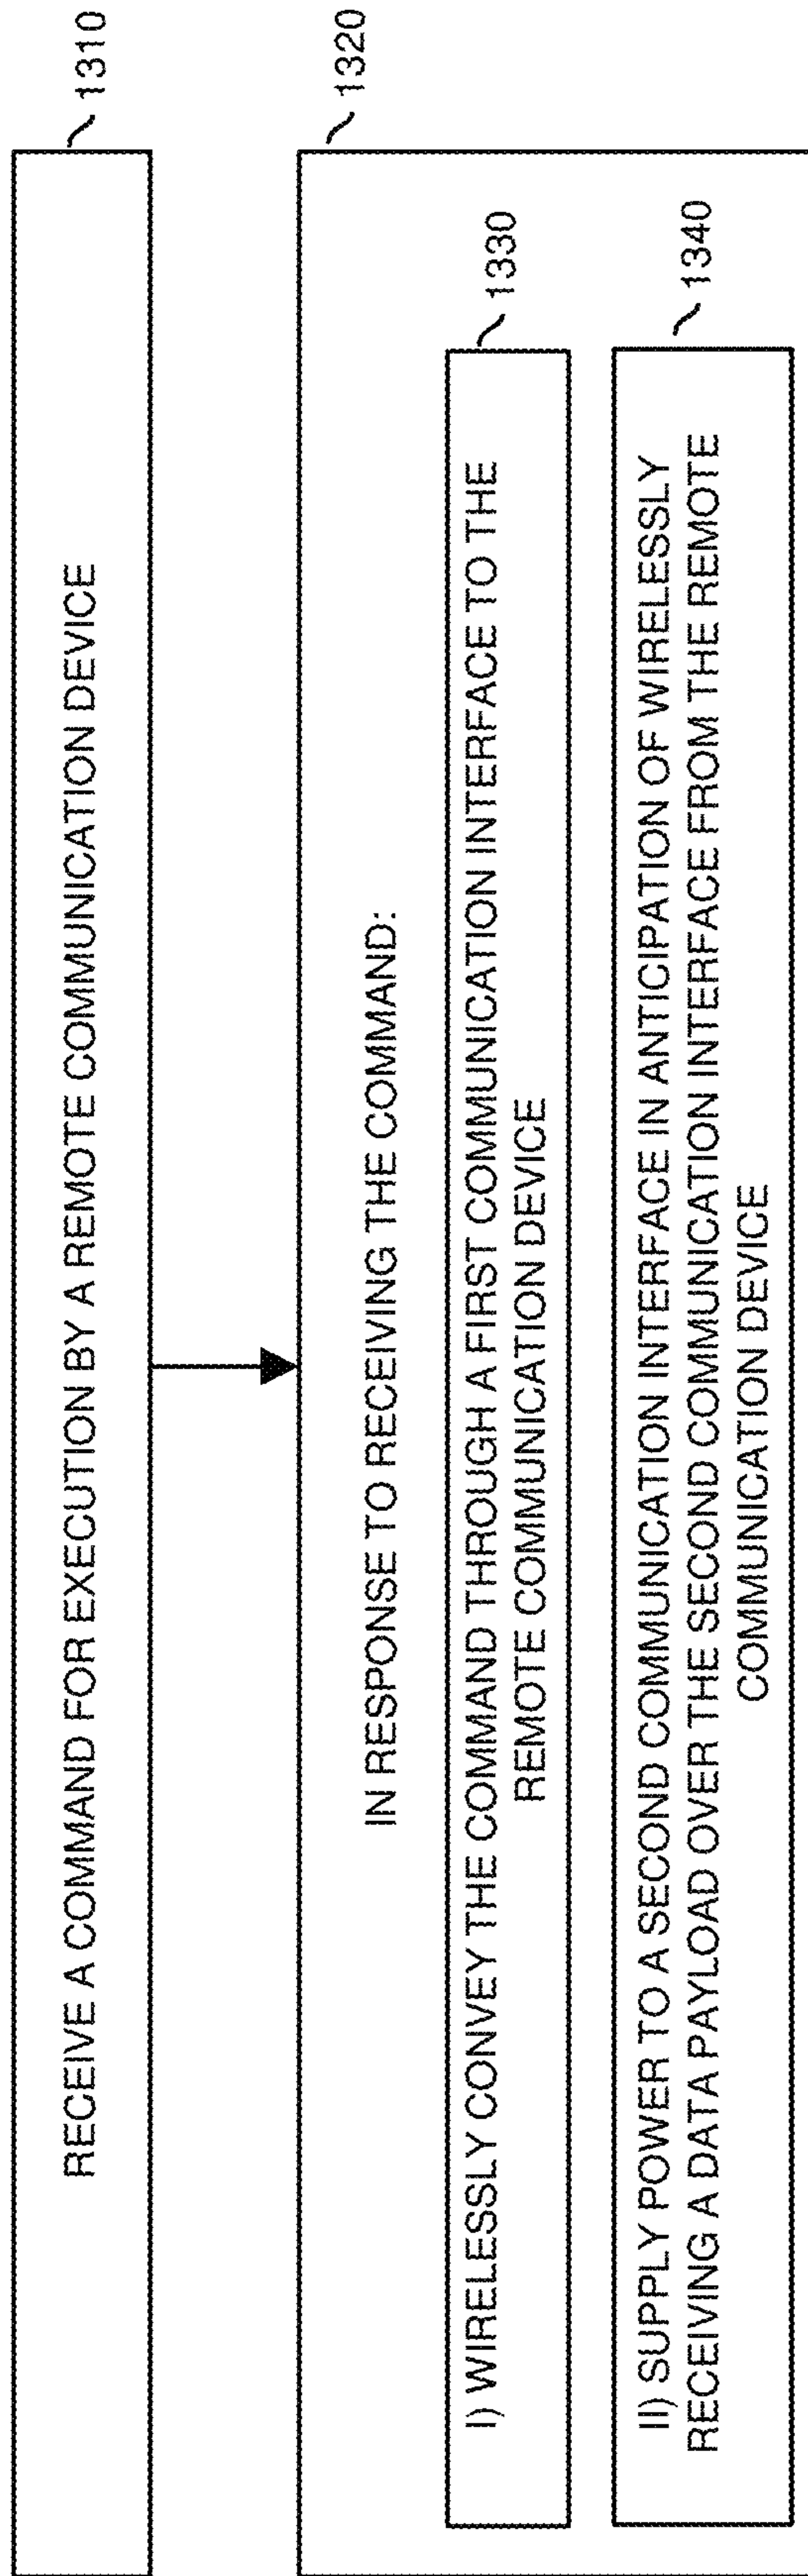 RECEIVE A COMMAND FOR EXECUTION BY A REMOTE COMMUNICATION DEVICE
1310
1320
IN RESPONSE TO RECEIVING THE COMMAND:
I) WIRELESSLY CONVEY THE COMMAND THROUGH A FIRST COMMUNICATION INTERFACE TO THE
REMOTE COMMUNICATION DEVICE
1330
II) SUPPLY POWER TO A SECOND COMMUNICATION INTERFACE IN ANTICIPATION OF WIRELESSLY
RECEIVING A DATA PAYLOAD OVER THE SECOND COMMUNICATION INTERFACE FROM THE REMOTE
COMMUNICATION DEVICE
1340